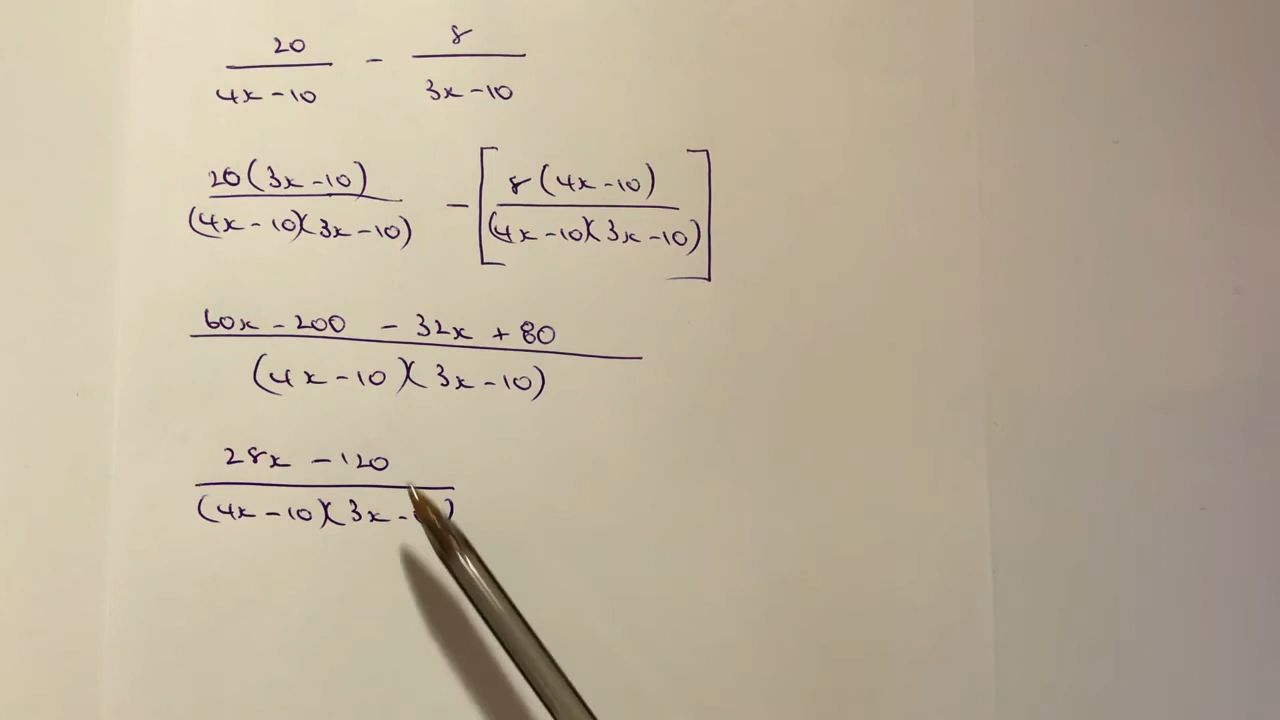 20/(4x-10) - 8/(3x-10)
20(3x-10)/((4x-10)(3x-10)) - [8(4x-10)/((4x-10)(3x-10))]
(60x - 200 - 32x + 80)/((4x-10)(3x-10))
(28x - 120)/((4x-10)(3x- )